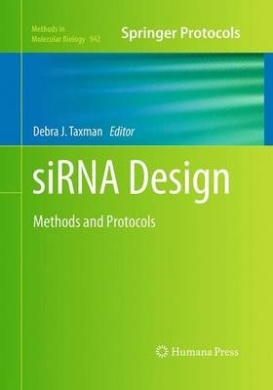 Methods in
Molecular Biology 942
Springer Protocols
Debra J. Taxman Editor
siRNA Design
Methods and Protocols
Humana Press